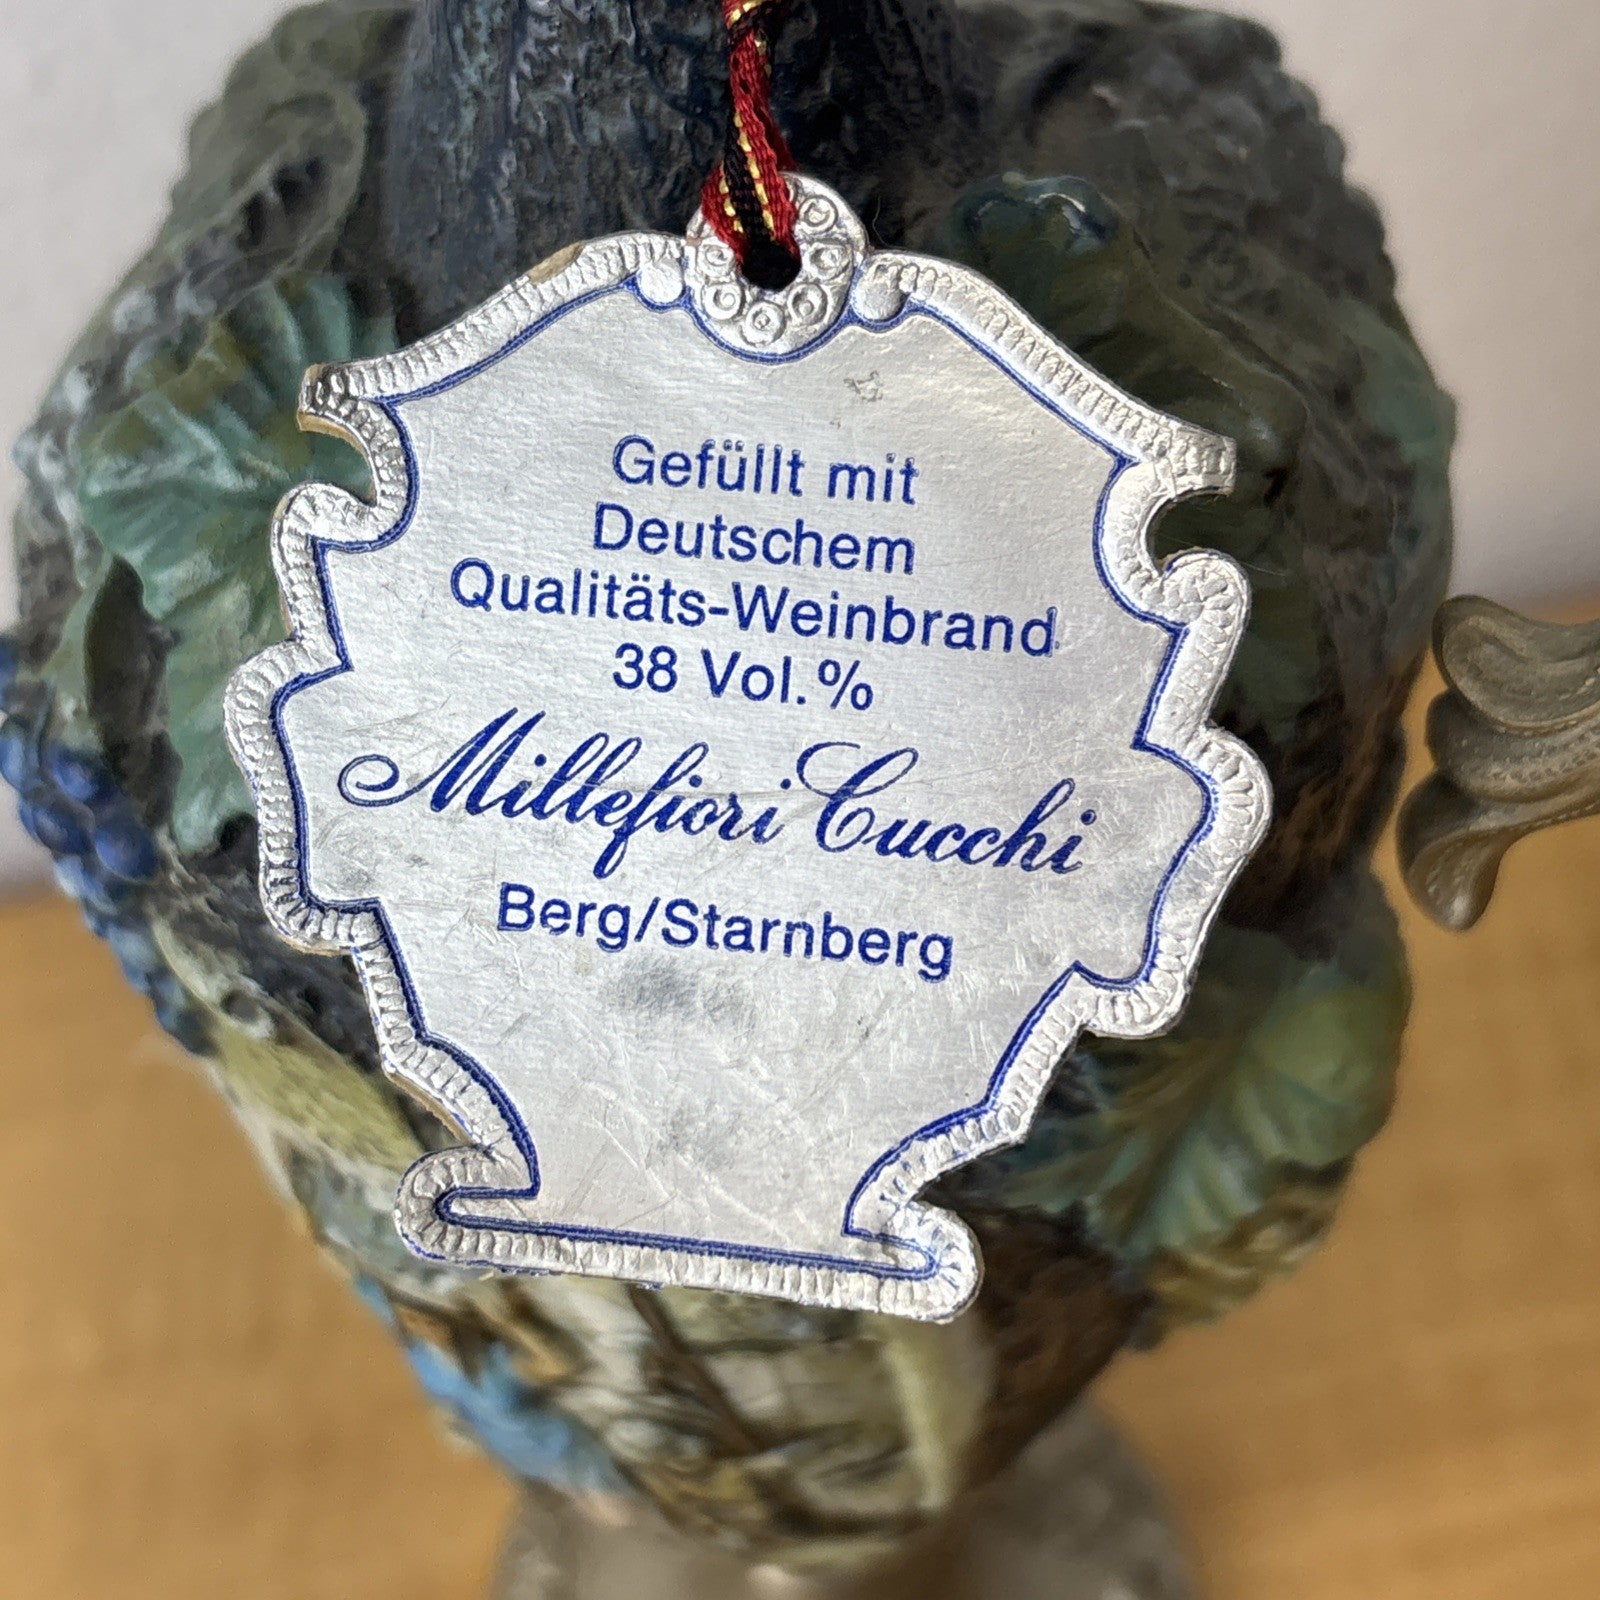 Gefüllt mit
Deutschem
Qualitäts-Weinbrand
38 Vol.%
Millefiori Cucchi
Berg/Starnberg